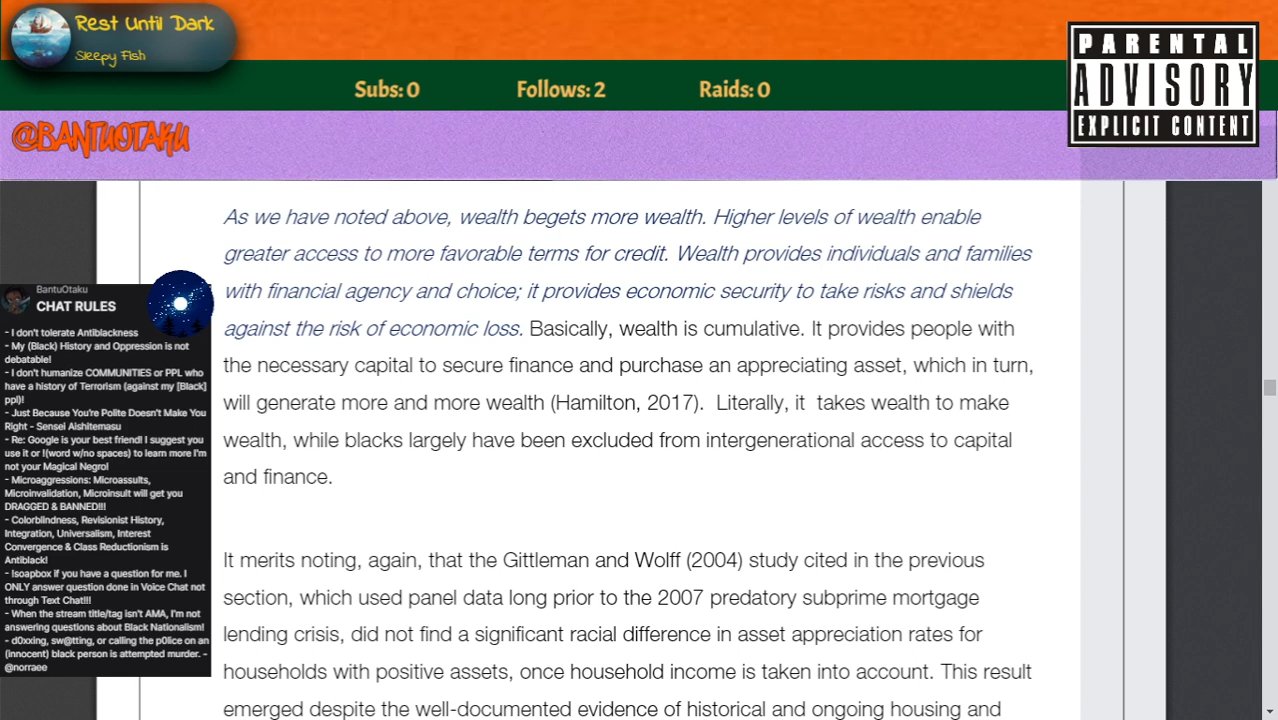 Rest Until Dark
Sleepy Fish
Subs: 0
Follows: 2
Raids: 0
PARENTAL
ADVISORY
EXPLICIT CONTENT
@BANTUOTAKU
As we have noted above, wealth begets more wealth. Higher levels of wealth enable
greater access to more favorable terms for credit. Wealth provides individuals and families
with financial agency and choice; it provides economic security to take risks and shields
against the risk of economic loss. Basically, wealth is cumulative. It provides people with
the necessary capital to secure finance and purchase an appreciating asset, which in turn,
will generate more and more wealth (Hamilton, 2017). Literally, it takes wealth to make
wealth, while blacks largely have been excluded from intergenerational access to capital
and finance.
It merits noting, again, that the Gittleman and Wolff (2004) study cited in the previous
section, which used panel data long prior to the 2007 predatory subprime mortgage
lending crisis, did not find a significant racial difference in asset appreciation rates for
households with positive assets, once household income is taken into account. This result
emerged despite the well-documented evidence of historical and ongoing housing and
BantuOtaku
CHAT RULES
- I don't tolerate Antiblackness
- My (Black) History and Oppression is not
debatable!
- I don't humanize COMMUNITIES or PPL who
have a history of Terrorism (against my [Black]
ppl)!
- Just Because You're Polite Doesn't Make You
Right - Sensei Aishitemasu
- Re: Google is your best friend! I suggest you
use it or !(word w/no spaces) to learn more I'm
not your Magical Negro!
- Microaggressions: Microassults,
Microinvalidation, Microinsult will get you
DRAGGED & BANNED!!!
- Colorblindness, Revisionist History,
Integration, Universalism, Interest
Convergence & Class Reductionism is
Antiblack!
- !soapbox if you have a question for me. I
ONLY answer question done in Voice Chat not
through Text Chat!!!
- When the stream title/tag isn't AMA, I'm not
answering questions about Black Nationalism!
- d0xxing, sw@tting, or calling the p0lice on an
(innocent) black person is attempted murder. -
@norraee